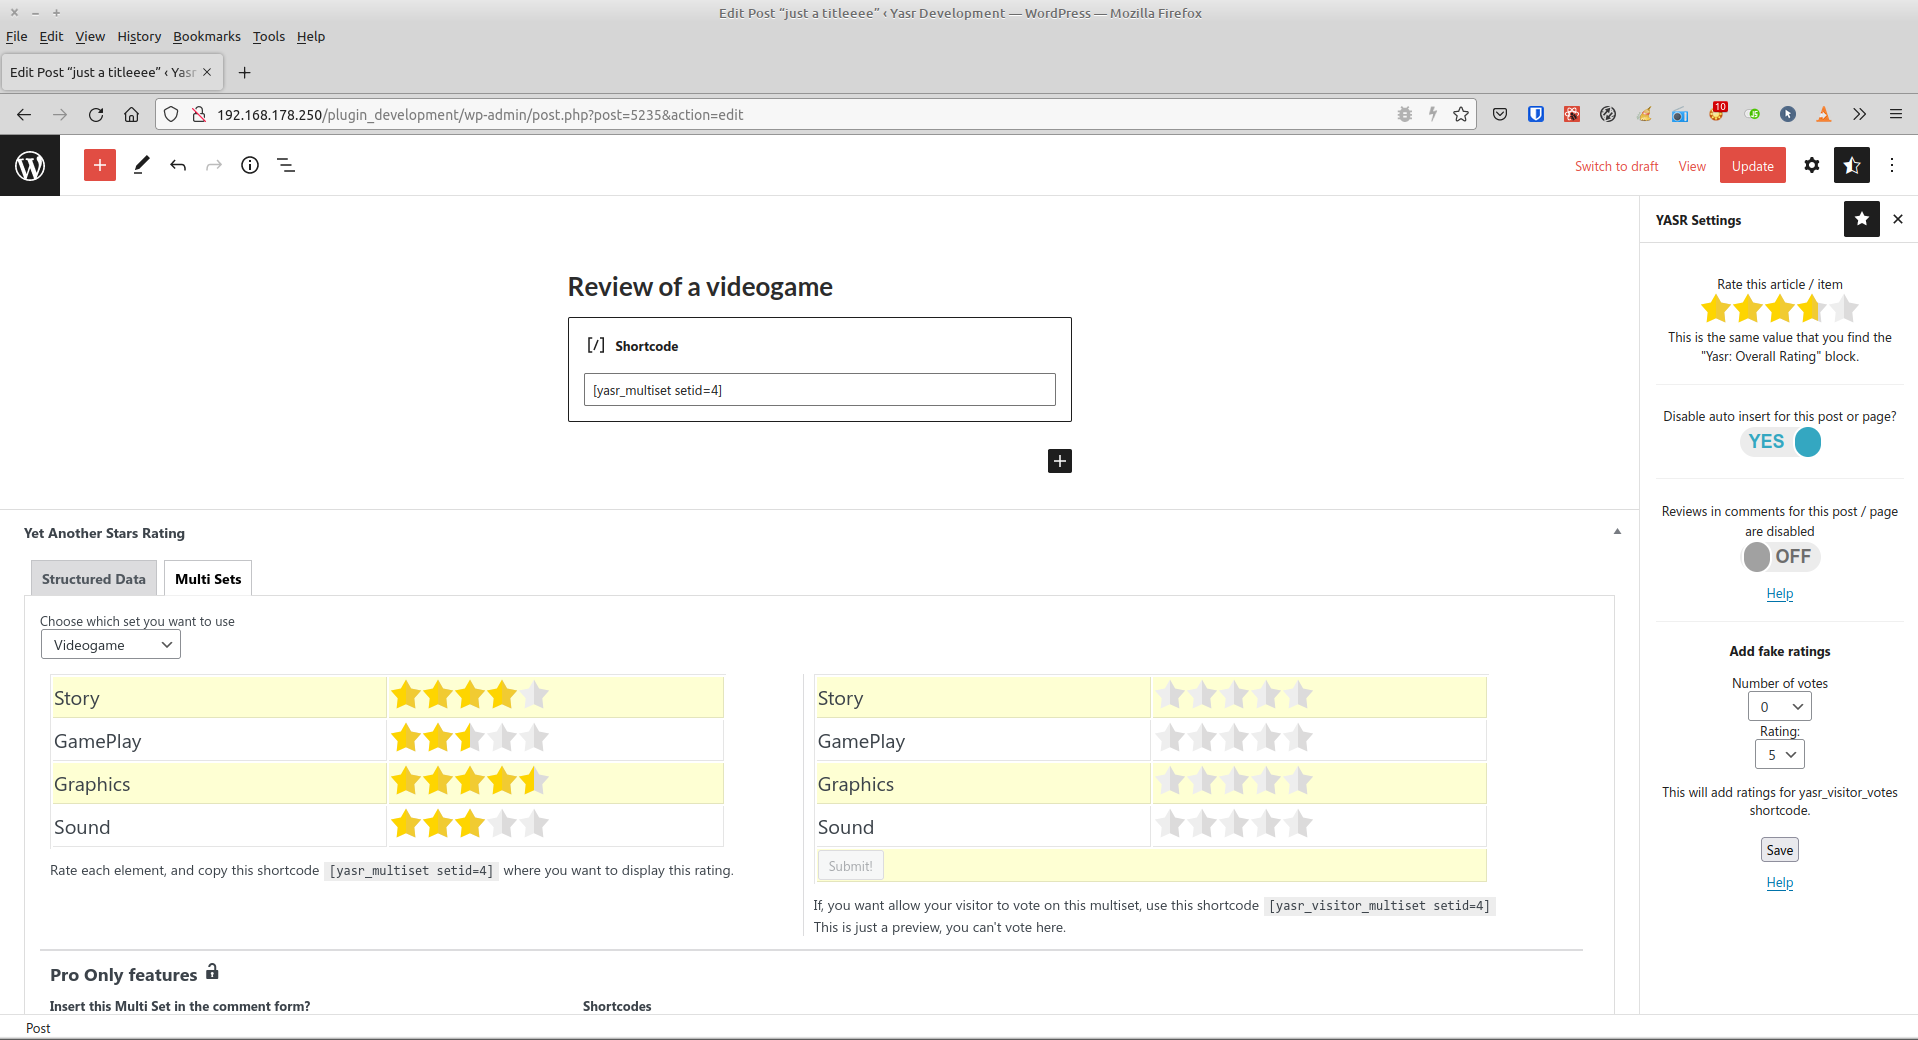 Edit Post “just a titleeee” ‹ Yasr Development — WordPress — Mozilla Firefox
File Edit View History Bookmarks Tools Help
Edit Post “just a titleeee” ‹ Yasr
192.168.178.250/plugin_development/wp-admin/post.php?post=5235&action=edit
10
Switch to draft View Update
YASR Settings
Review of a videogame
[/] Shortcode
[yasr_multiset setid=4]
Yet Another Stars Rating
Structured Data Multi Sets
Choose which set you want to use
Videogame
Story
GamePlay
Graphics
Sound
Rate each element, and copy this shortcode [yasr_multiset setid=4] where you want to display this rating.
Story
GamePlay
Graphics
Sound
Submit!
If, you want allow your visitor to vote on this multiset, use this shortcode [yasr_visitor_multiset setid=4]
This is just a preview, you can't vote here.
Pro Only features
Insert this Multi Set in the comment form? Shortcodes
Post
Rate this article / item
This is the same value that you find the
"Yasr: Overall Rating" block.
Disable auto insert for this post or page?
YES
Reviews in comments for this post / page
are disabled
OFF
Help
Add fake ratings
Number of votes
0
Rating:
5
This will add ratings for yasr_visitor_votes
shortcode.
Save
Help